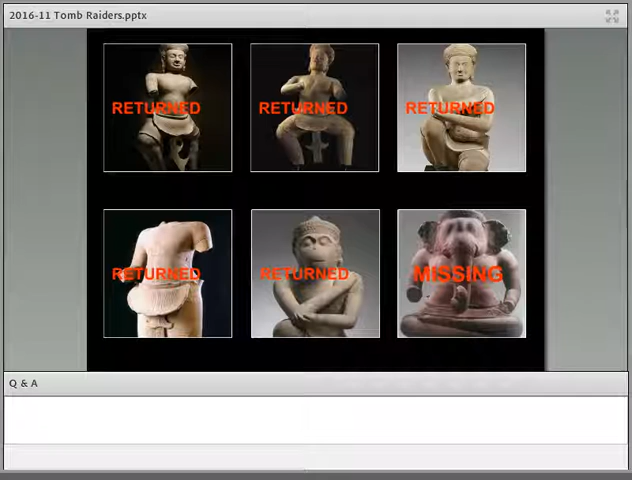 2016-11 Tomb Raiders.pptx
RETURNED
RETURNED
RETURNED
RETURNED
RETURNED
MISSING
Q & A